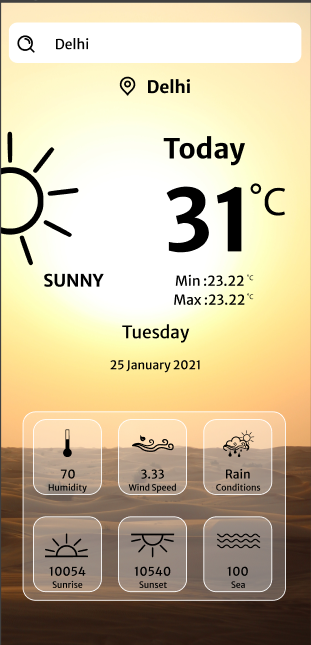 Delhi
Delhi
Today
31°C
SUNNY
Min :23.22 °C
Max :23.22 °C
Tuesday
25 January 2021
70
Humidity
3.33
Wind Speed
Rain
Conditions
10054
Sunrise
10540
Sunset
100
Sea